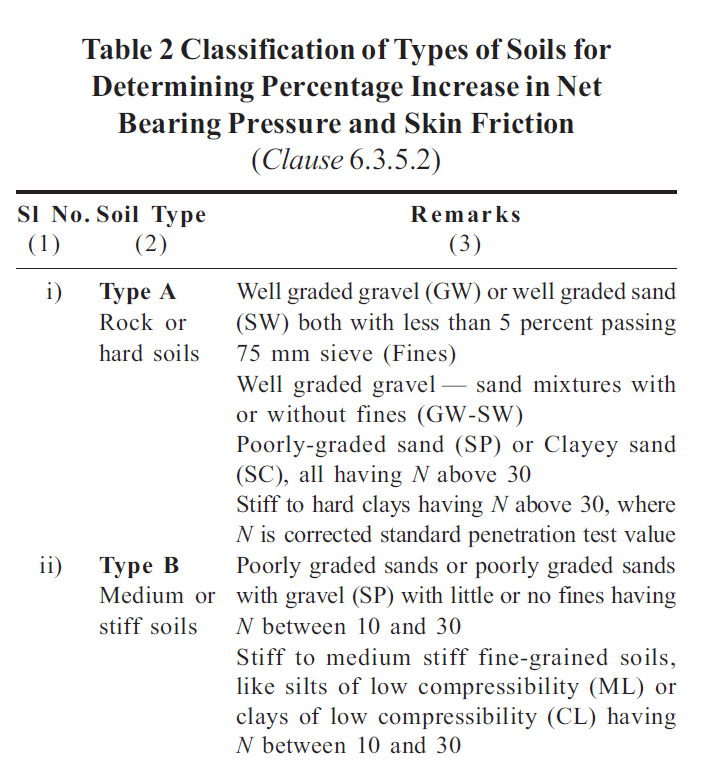 Table 2 Classification of Types of Soils for
Determining Percentage Increase in Net
Bearing Pressure and Skin Friction
(Clause 6.3.5.2)
Sl No. Soil Type Remarks
(1) (2) (3)
i) Type A Well graded gravel (GW) or well graded sand
Rock or (SW) both with less than 5 percent passing
hard soils 75 mm sieve (Fines)
Well graded gravel — sand mixtures with
or without fines (GW-SW)
Poorly-graded sand (SP) or Clayey sand
(SC), all having N above 30
Stiff to hard clays having N above 30, where
N is corrected standard penetration test value
ii) Type B Poorly graded sands or poorly graded sands
Medium or with gravel (SP) with little or no fines having
stiff soils N between 10 and 30
Stiff to medium stiff fine-grained soils,
like silts of low compressibility (ML) or
clays of low compressibility (CL) having
N between 10 and 30